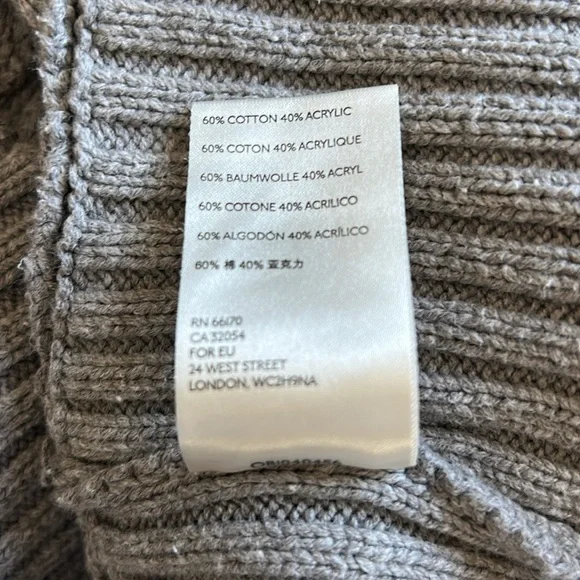 60% COTTON 40% ACRYLIC
60% COTON 40% ACRYLIQUE
60% BAUMWOLLE 40% ACRYL
60% COTONE 40% ACRILICO
60% ALGODÓN 40% ACRÍLICO
60% 棉 40% 亚克力
RN 66170
CA 32054
FOR EU
24 WEST STREET
LONDON, WC2H9NA